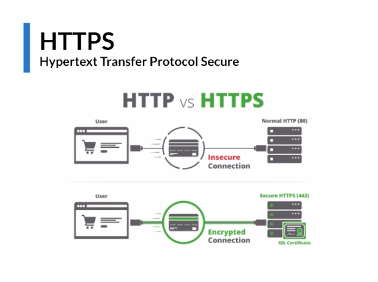 HTTPS
Hypertext Transfer Protocol Secure
HTTP vs HTTPS
User
Normal HTTP (80)
Insecure
Connection
User
Secure HTTPS (443)
Encrypted
Connection
SSL Certificate